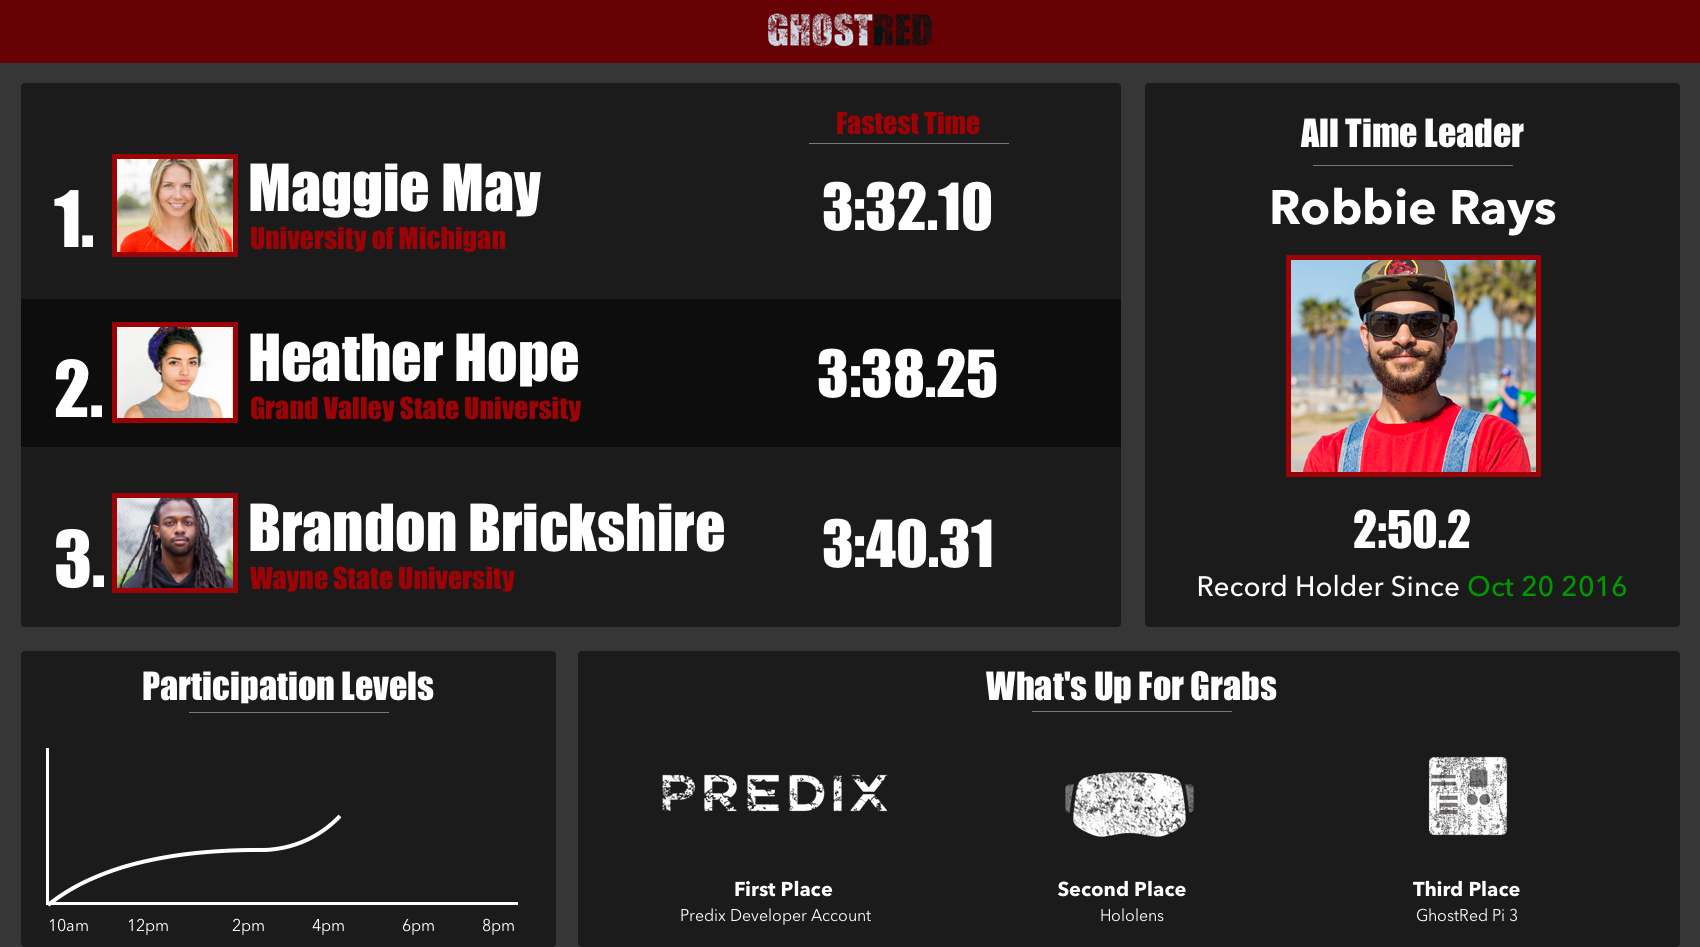 GHOSTRED
Fastest Time
1.
Maggie May
University of Michigan
3:32.10
2.
Heather Hope
Grand Valley State University
3:38.25
3.
Brandon Brickshire
Wayne State University
3:40.31
All Time Leader
Robbie Rays
2:50.2
Record Holder Since Oct 20 2016
Participation Levels
10am 12pm 2pm 4pm 6pm 8pm
What's Up For Grabs
PREDIX
First Place
Predix Developer Account
Second Place
Hololens
Third Place
GhostRed Pi 3